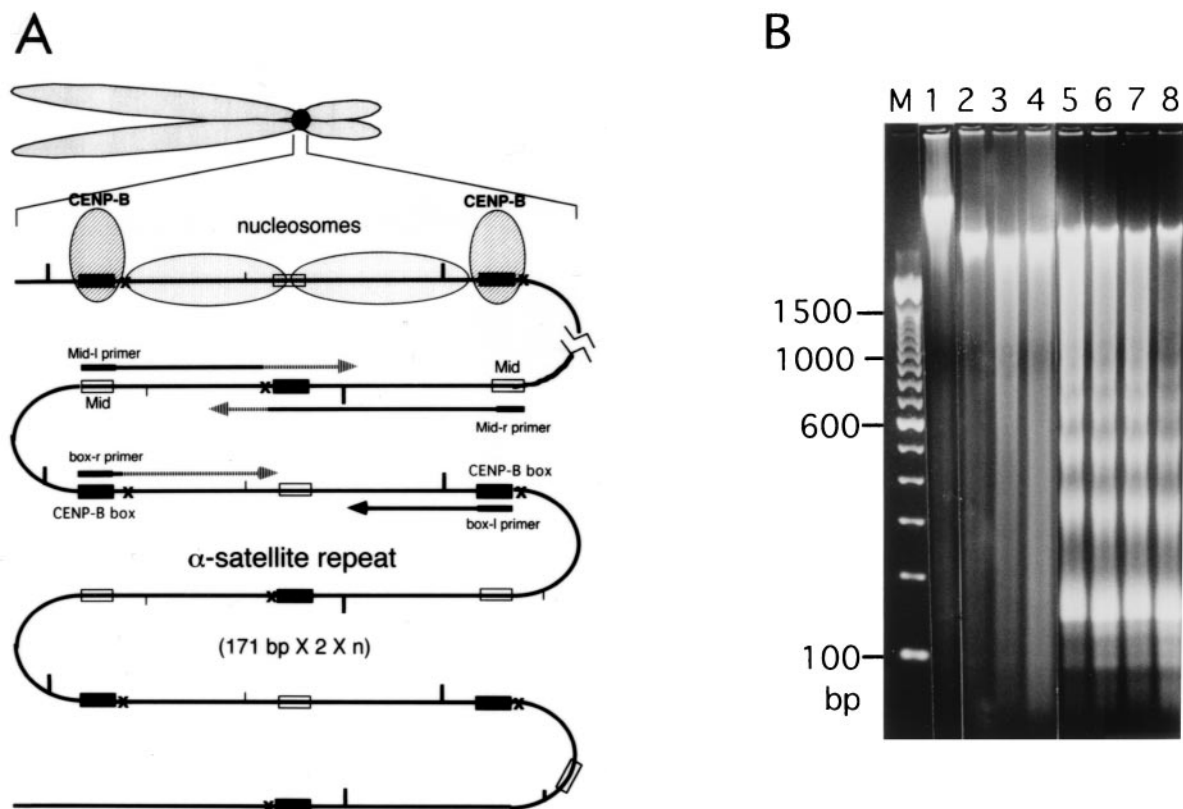 A
CENP-B
CENP-B
nucleosomes
Mid-l primer
Mid
Mid
Mid-r primer
box-r primer
CENP-B box
CENP-B box
box-l primer
α-satellite repeat
(171 bp X 2 X n)
B
M 1 2 3 4 5 6 7 8
1500
1000
600
100
bp